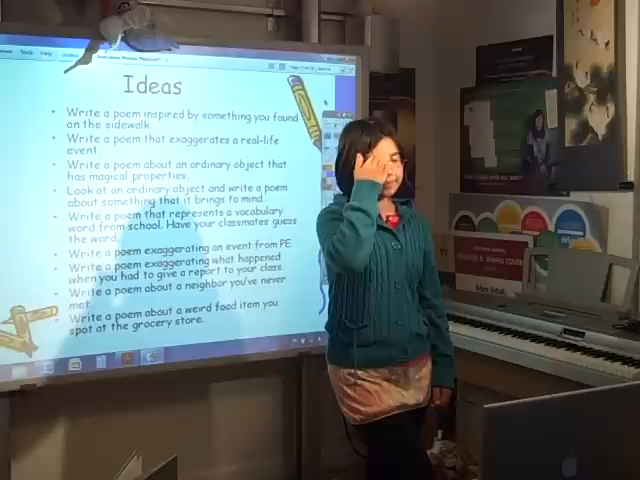 Ideas
• Write a poem inspired by something you found
on the sidewalk.
• Write a poem that exaggerates a real-life
event.
• Write a poem about an ordinary object that
has magical properties.
• Look at an ordinary object and write a poem
about something that it brings to mind.
• Write a poem that represents a vocabulary
word from school. Have your classmates guess
the word.
• Write a poem exaggerating an event from PE
• Write a poem exaggerating what happened
when you had to give a report to your class.
• Write a poem about a neighbor you've never
met.
• Write a poem about a weird food item you
spot at the grocery store.